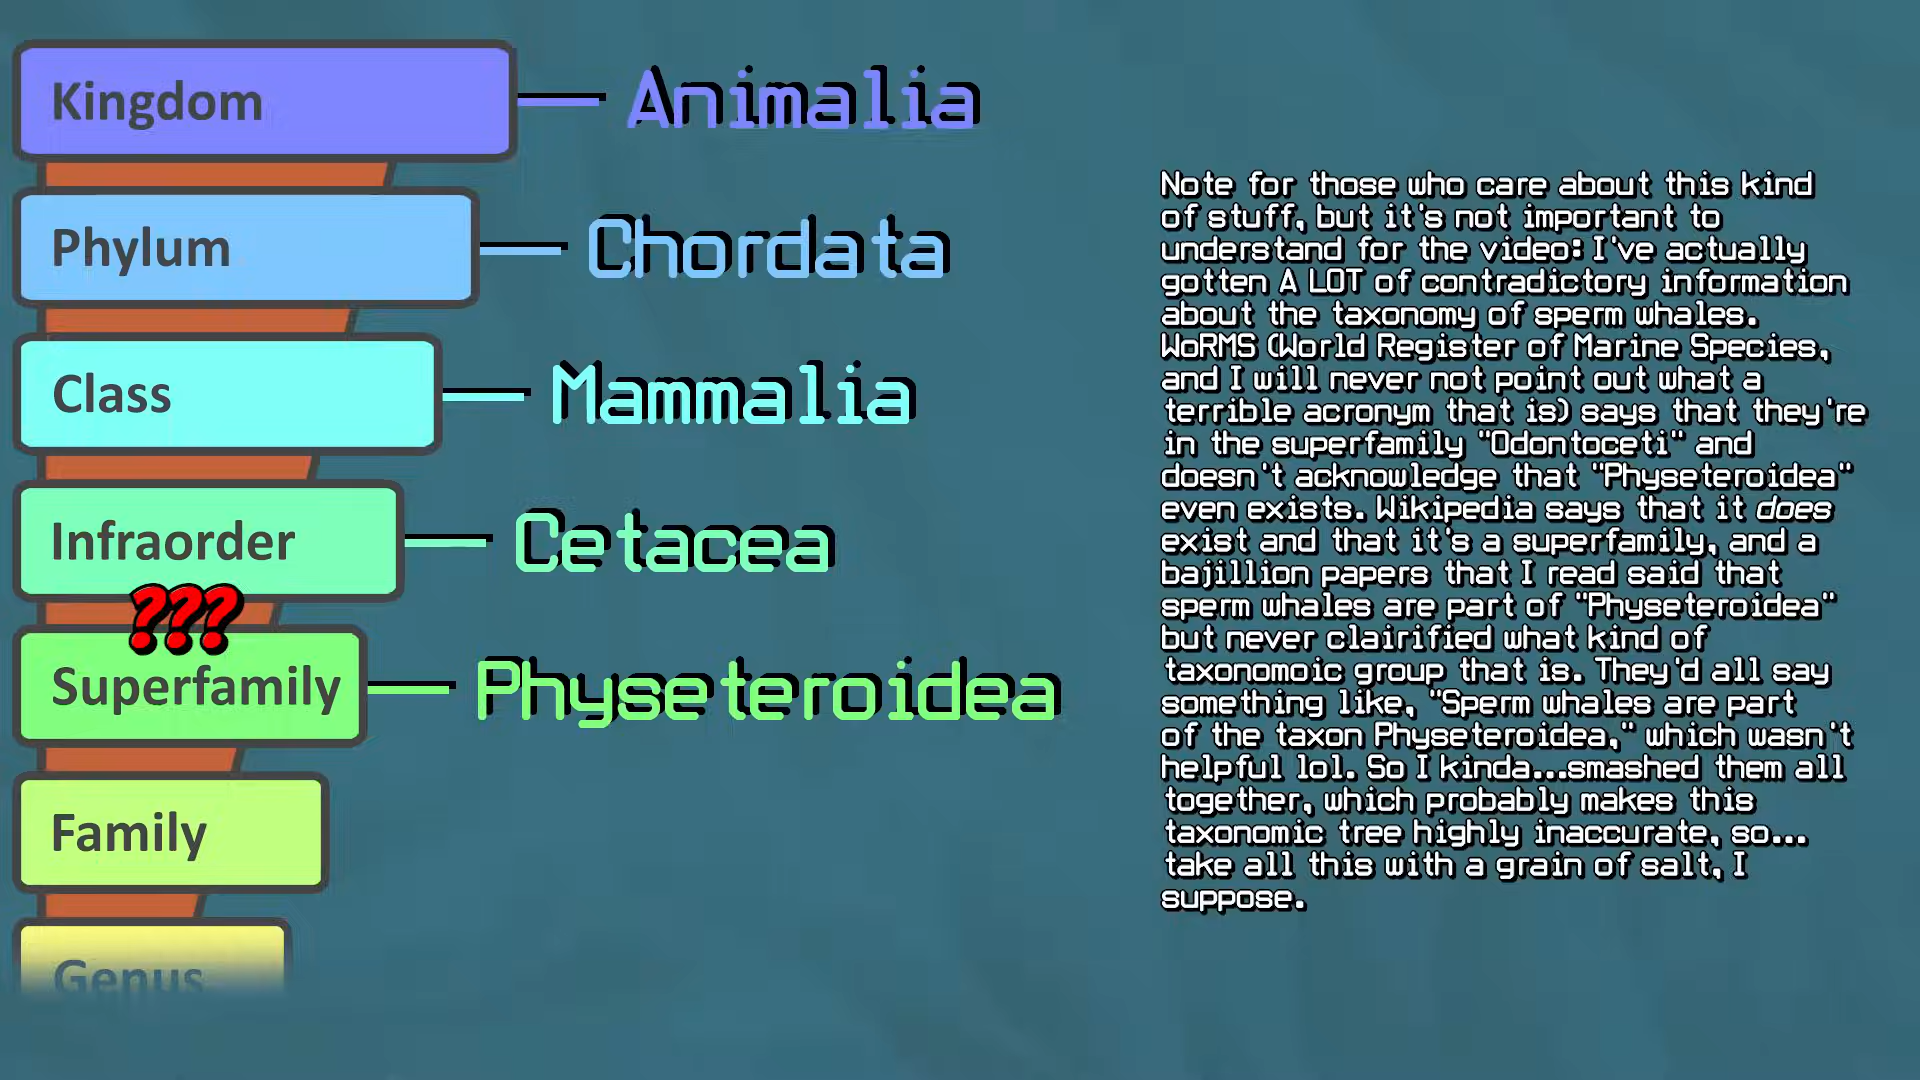 Kingdom
Animalia
Phylum
Chordata
Class
Mammalia
Infraorder
Cetacea
???
Superfamily
Physeteroidea
Family
Genus
Note for those who care about this kind
of stuff, but it's not important to
understand for the video: I've actually
gotten A LOT of contradictory information
about the taxonomy of sperm whales.
WoRMS (World Register of Marine Species,
and I will never not point out what a
terrible acronym that is) says that they're
in the superfamily "Odontoceti" and
doesn't acknowledge that "Physeteroidea"
even exists. Wikipedia says that it does
exist and that it's a superfamily, and a
bajillion papers that I read said that
sperm whales are part of "Physeteroidea"
but never clairified what kind of
taxonomoic group that is. They'd all say
something like, "Sperm whales are part
of the taxon Physeteroidea," which wasn't
helpful lol. So I kinda...smashed them all
together, which probably makes this
taxonomic tree highly inaccurate, so...
take all this with a grain of salt, I
suppose.